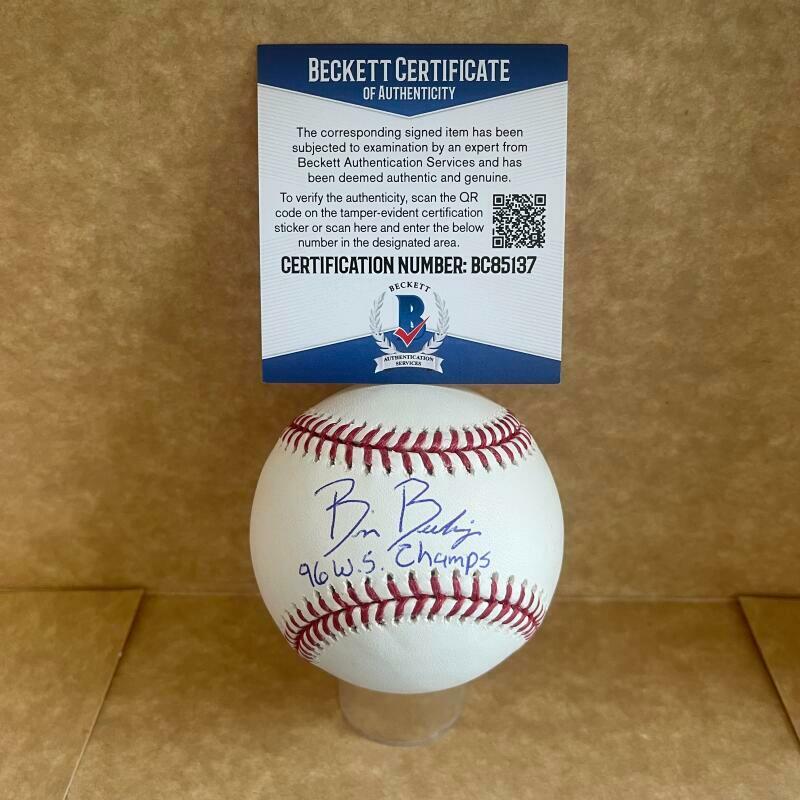 BECKETT CERTIFICATE
OF AUTHENTICITY
The corresponding signed item has been
subjected to examination by an expert from
Beckett Authentication Services and has
been deemed authentic and genuine.
To verify the authenticity, scan the QR
code on the tamper-evident certification
sticker or scan here and enter the below
number in the designated area.
CERTIFICATION NUMBER: BC85137
BECKETT
B
AUTHENTICATION
SERVICES
96 W.S. Champs